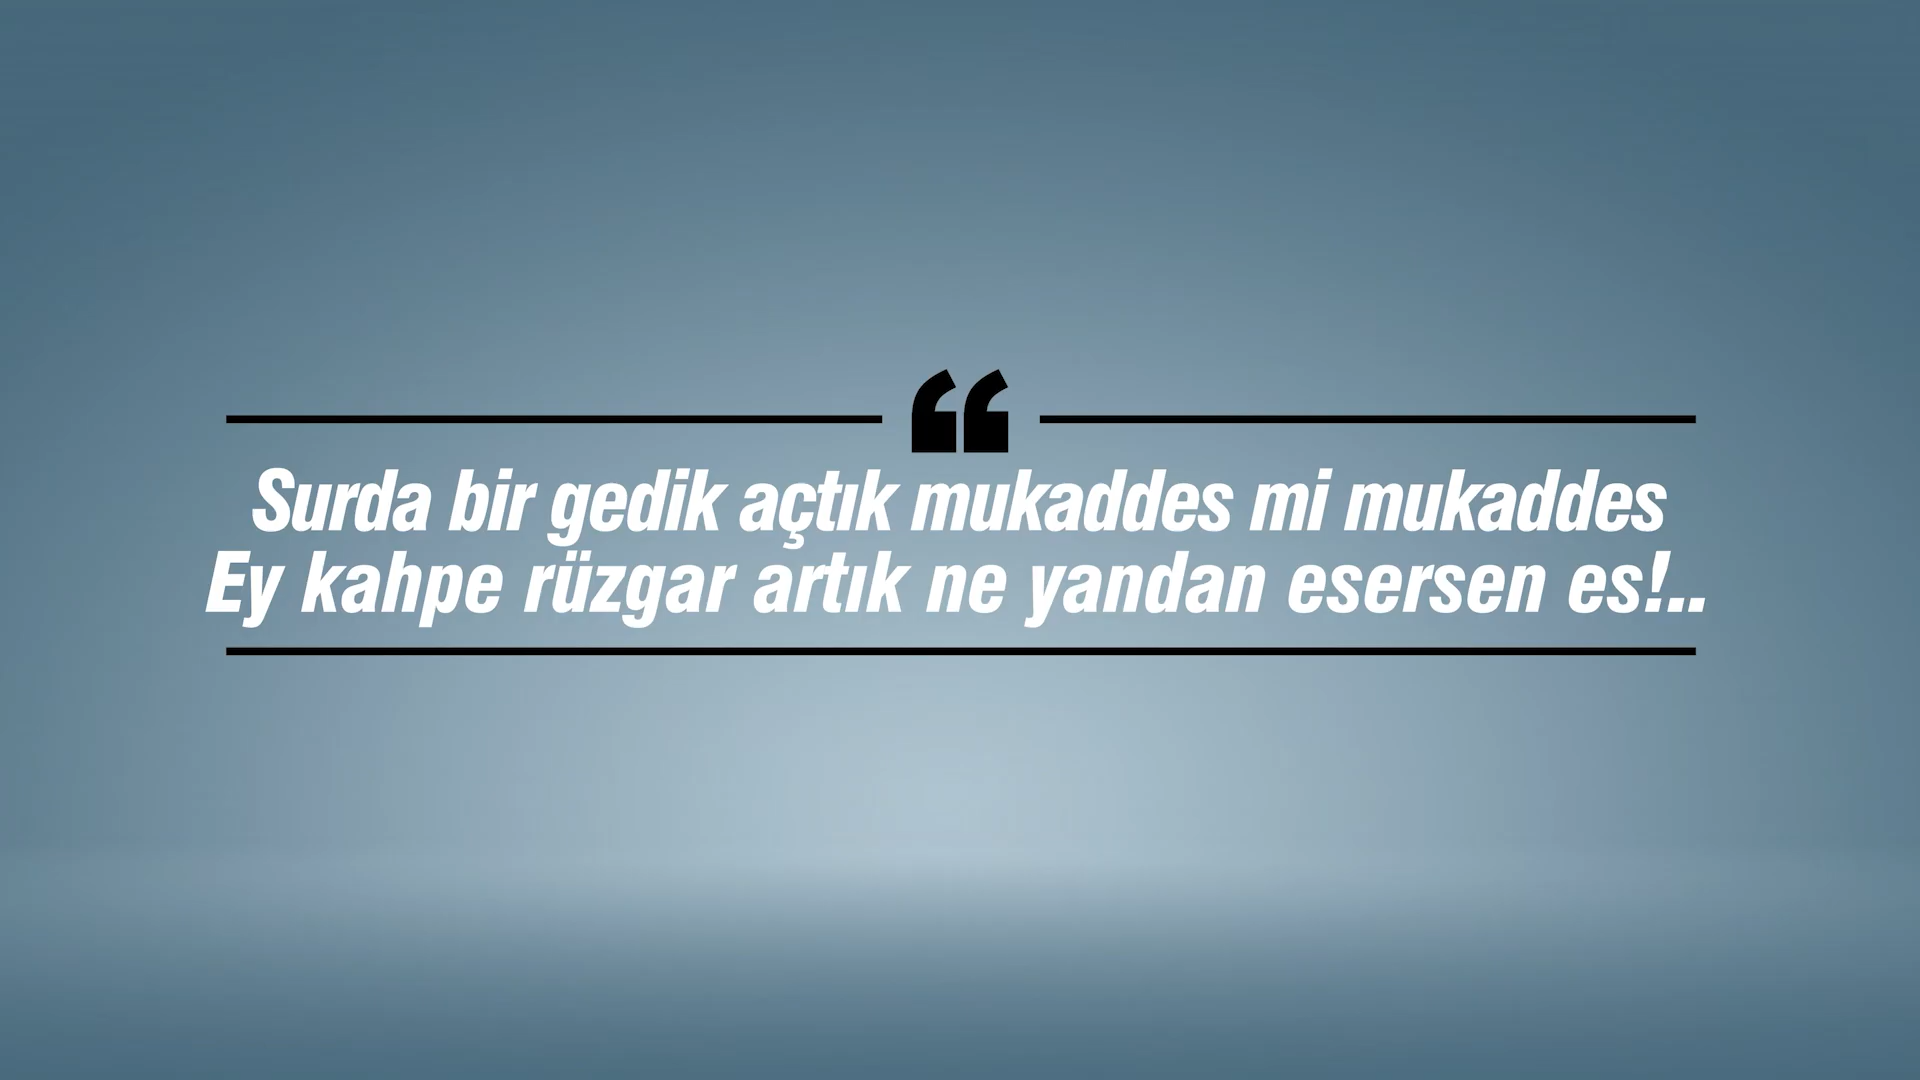 “
Surda bir gedik açtık mukaddes mi mukaddes
Ey kahpe rüzgar artık ne yandan esersen es!..